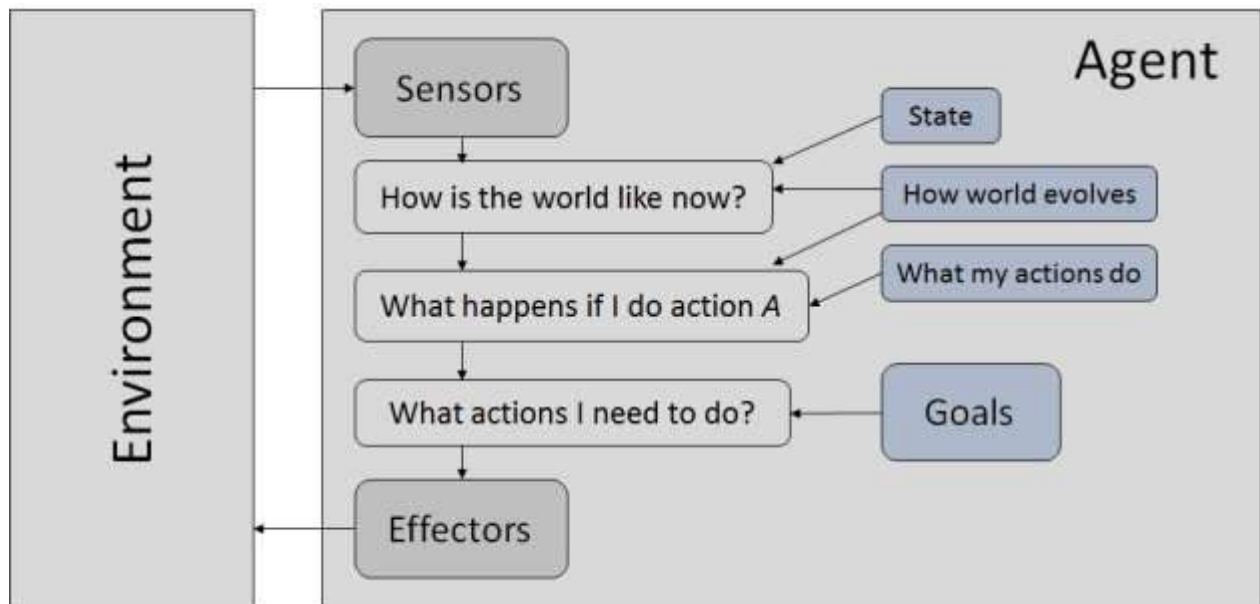 Environment
Agent
Sensors
State
How is the world like now?
How world evolves
What my actions do
What happens if I do action A
What actions I need to do?
Goals
Effectors